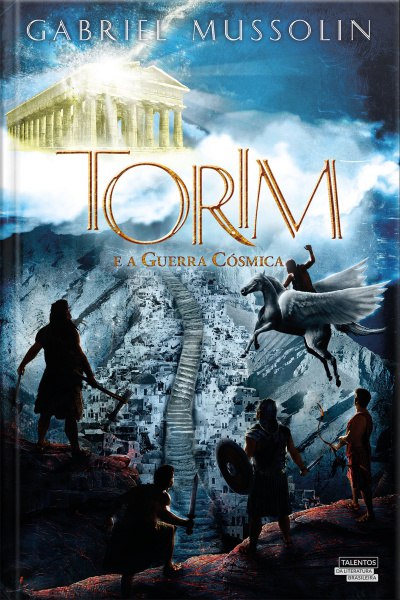 GABRIEL MUSSOLIN
TORIM
E A GUERRA CÓSMICA
TALENTOS
DA LITERATURA
BRASILEIRA